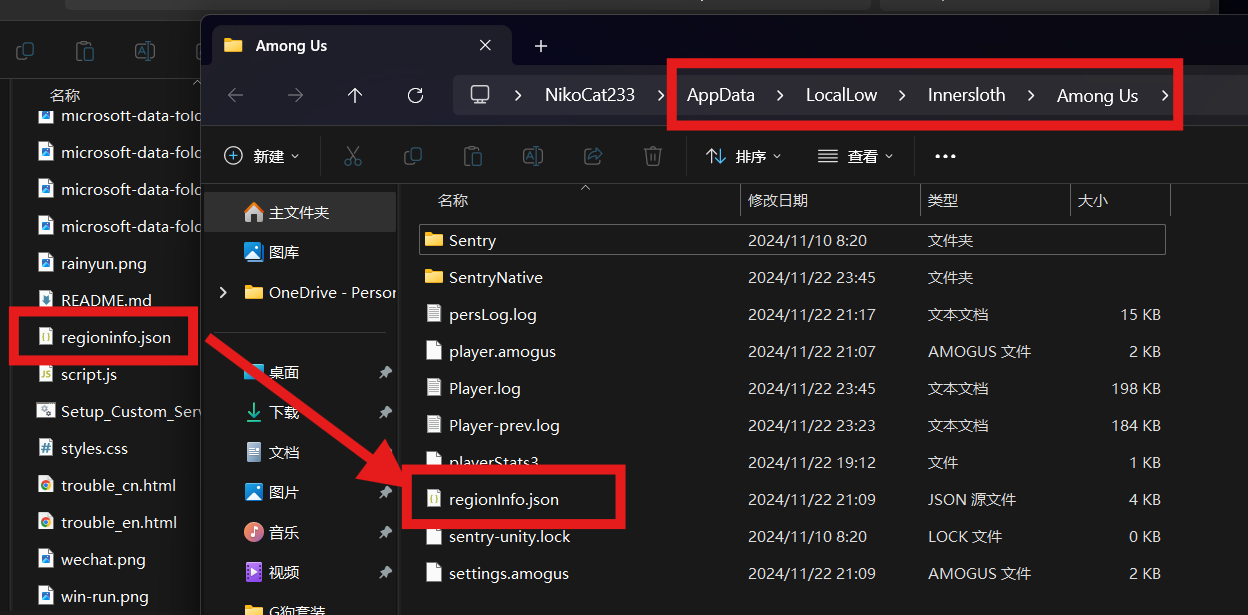 Among Us
NikoCat233
AppData
LocalLow
Innersloth
Among Us
新建
排序
查看
名称
microsoft-data-fold
microsoft-data-fold
microsoft-data-fold
microsoft-data-fold
rainyun.png
README.md
regioninfo.json
script.js
Setup_Custom_Serv
styles.css
trouble_cn.html
trouble_en.html
wechat.png
win-run.png
主文件夹
图库
OneDrive - Person
桌面
下载
文档
图片
音乐
视频
G狗套装
名称 修改日期 类型 大小
Sentry 2024/11/10 8:20 文件夹
SentryNative 2024/11/22 23:45 文件夹
persLog.log 2024/11/22 21:17 文本文档 15 KB
player.amogus 2024/11/22 21:07 AMOGUS 文件 2 KB
Player.log 2024/11/22 23:45 文本文档 198 KB
Player-prev.log 2024/11/22 23:23 文本文档 184 KB
playerStats3 2024/11/22 19:12 文件 1 KB
regionInfo.json 2024/11/22 21:09 JSON 源文件 4 KB
sentry-unity.lock 2024/11/10 8:20 LOCK 文件 0 KB
settings.amogus 2024/11/22 21:09 AMOGUS 文件 2 KB